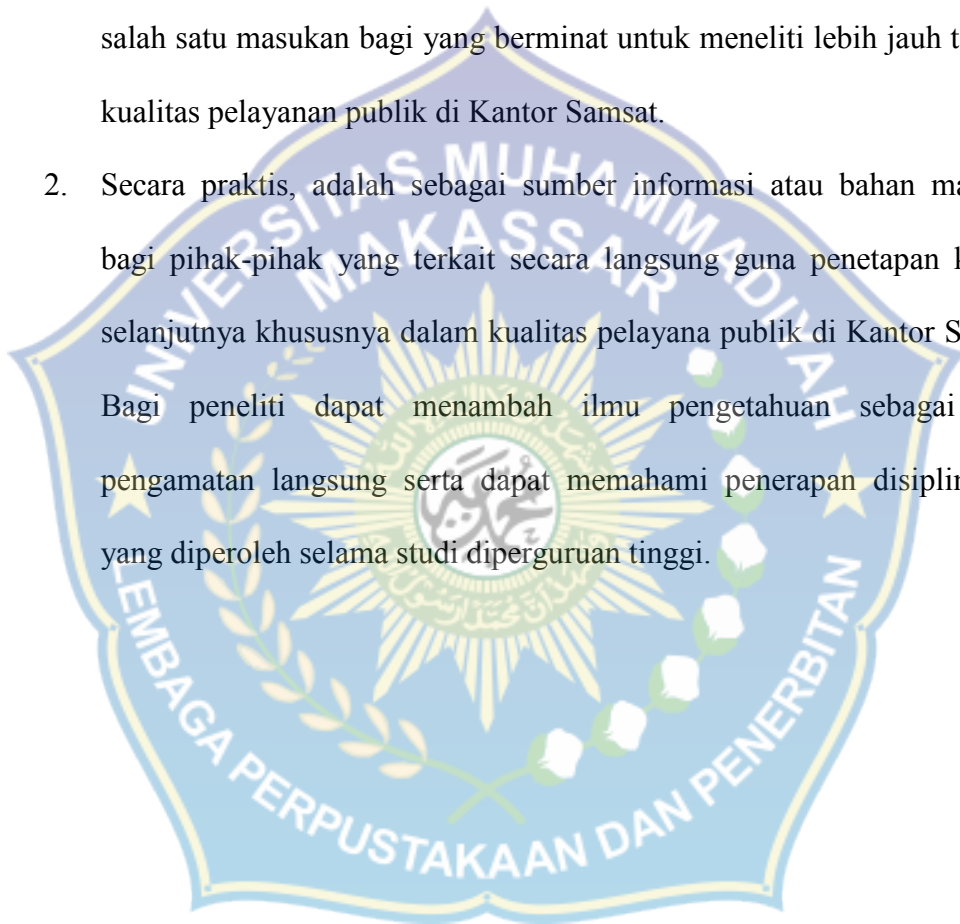 salah satu masukan bagi yang berminat untuk meneliti lebih jauh
kualitas pelayanan publik di Kantor Samsat.
2. Secara praktis, adalah sebagai sumber informasi atau bahan
bagi pihak-pihak yang terkait secara langsung guna penetapan
selanjutnya khususnya dalam kualitas pelayana publik di Kantor
Bagi peneliti dapat menambah ilmu pengetahuan sebagai
pengamatan langsung serta dapat memahami penerapan disiplin
yang diperoleh selama studi diperguruan tinggi.
UNIVERSITAS MUHAMMADIYAH
MAKASSAR
LEMBAGA PERPUSTAKAAN DAN PENERBITAN